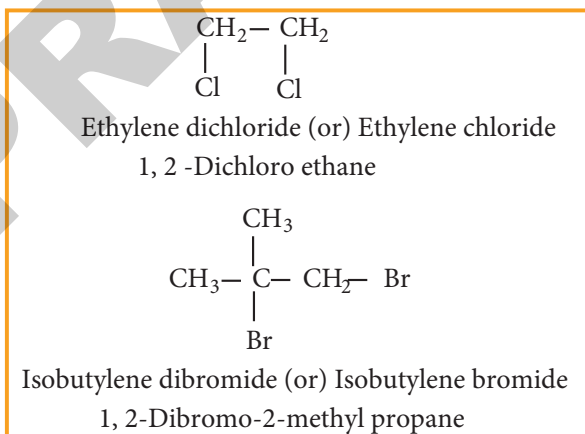 CH₂– CH₂
Cl Cl
Ethylene dichloride (or) Ethylene chloride
1, 2 -Dichloro ethane
CH₃
CH₃– C– CH₂– Br
Br
Isobutylene dibromide (or) Isobutylene bromide
1, 2-Dibromo-2-methyl propane